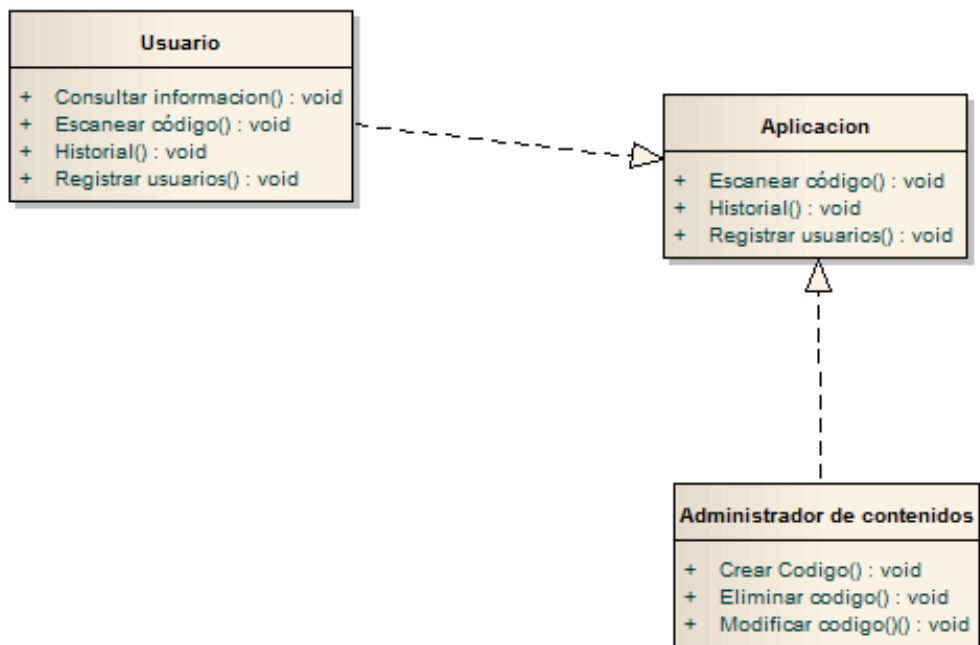 Usuario
+ Consultar informacion() : void
+ Escanear código() : void
+ Historial() : void
+ Registrar usuarios() : void
Aplicacion
+ Escanear código() : void
+ Historial() : void
+ Registrar usuarios() : void
Administrador de contenidos
+ Crear Codigo() : void
+ Eliminar codigo() : void
+ Modificar codigo()() : void